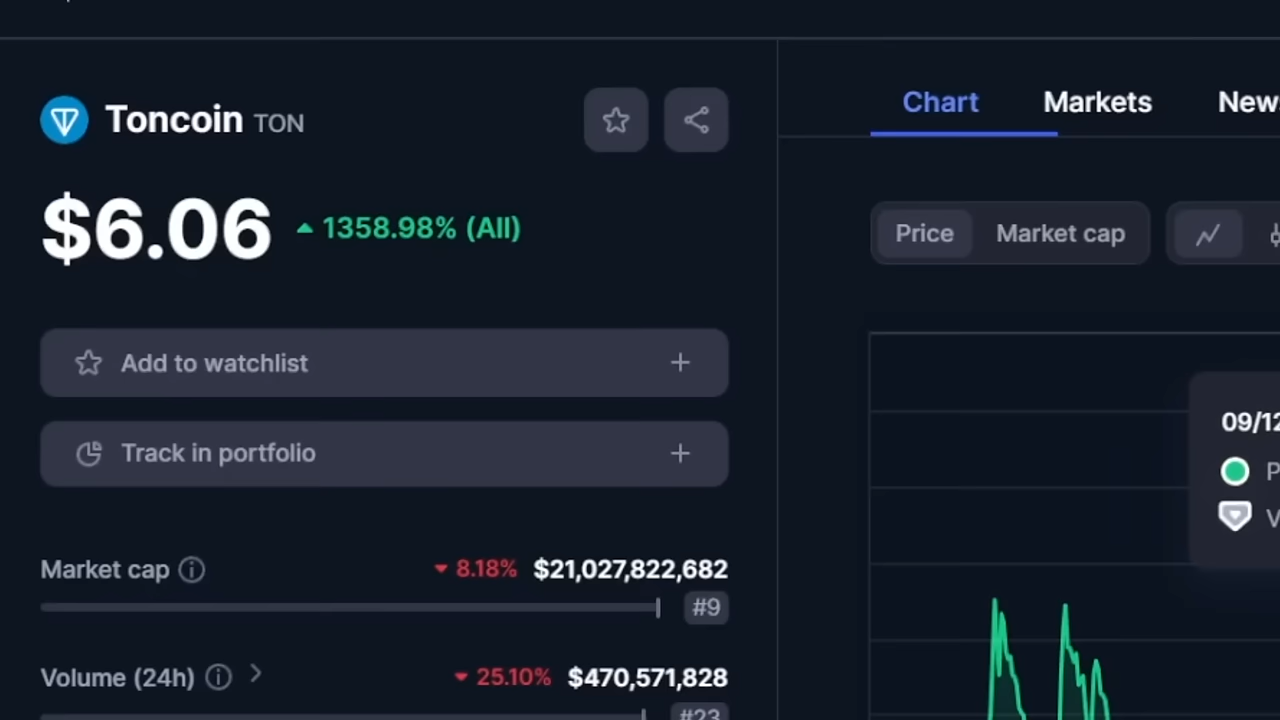 Toncoin TON
$6.06 1358.98% (All)
Add to watchlist
Track in portfolio
Market cap 8.18% $21,027,822,682
#9
Volume (24h) 25.10% $470,571,828
#23
Chart Markets New
Price Market cap
09/12
P
V